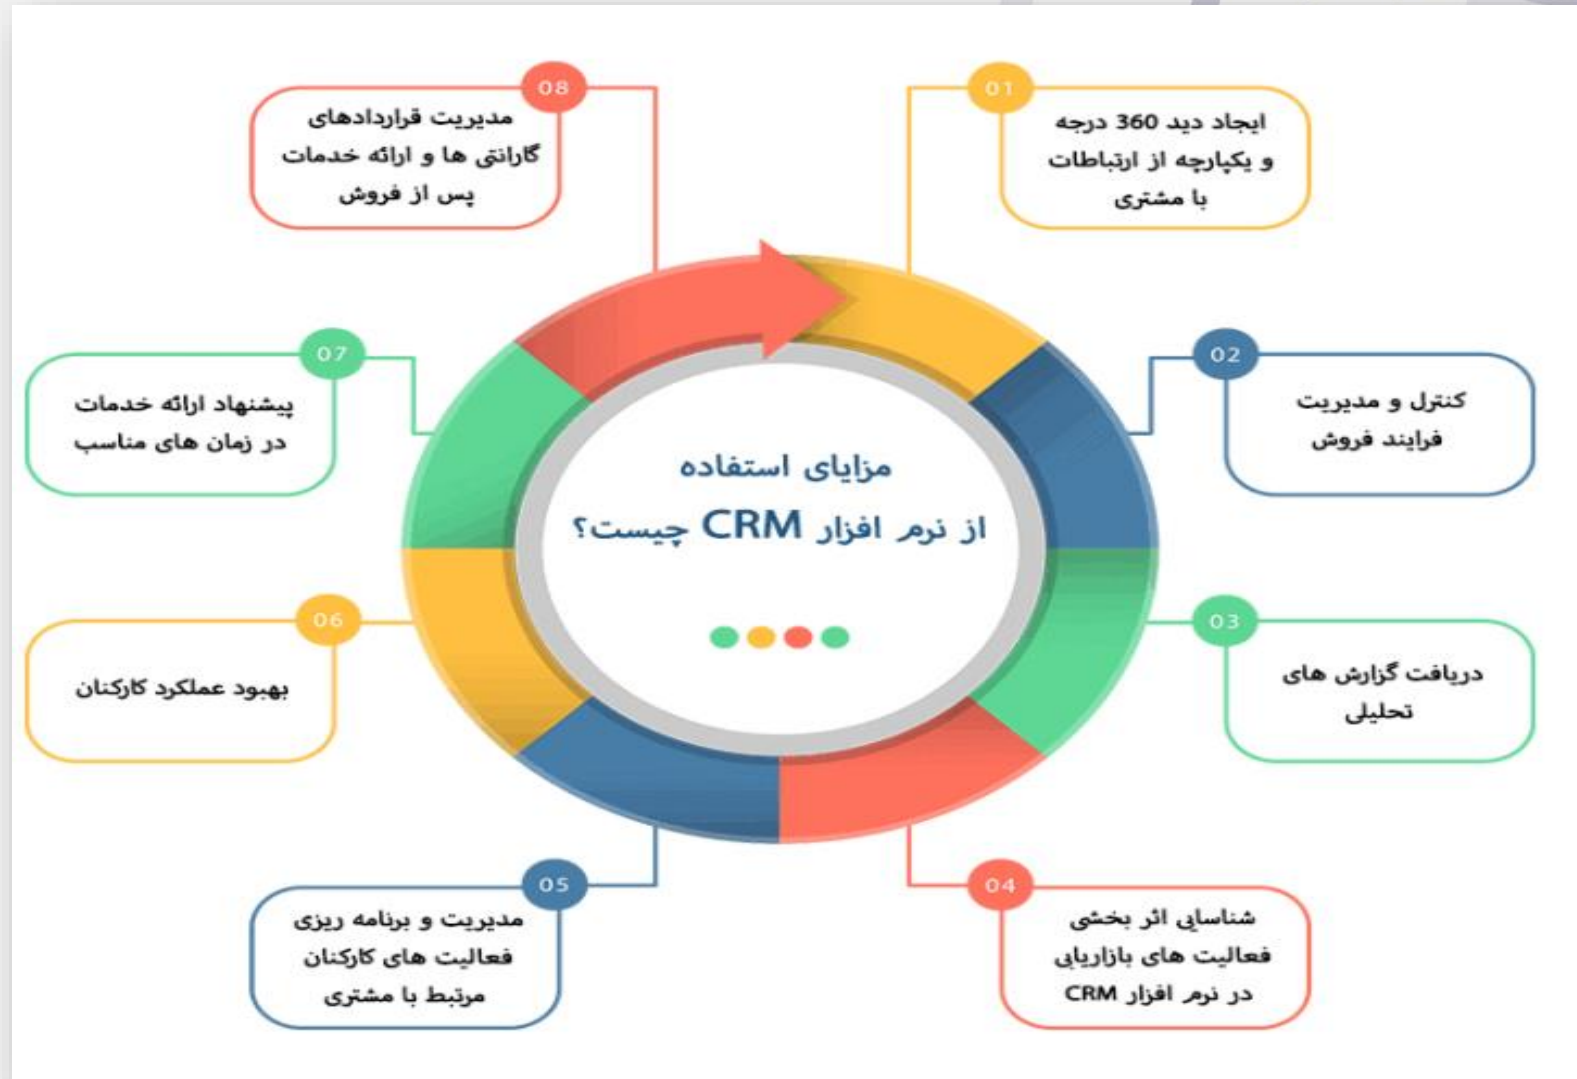 مزایای استفاده
از نرم افزار CRM چیست؟
01
ایجاد دید 360 درجه
و یکپارچه از ارتباطات
با مشتری
02
کنترل و مدیریت
فرایند فروش
03
دریافت گزارش های
تحلیلی
04
شناسایی اثر بخشی
فعالیت های بازاریابی
در نرم افزار CRM
05
مدیریت و برنامه ریزی
فعالیت های کارکنان
مرتبط با مشتری
06
بهبود عملکرد کارکنان
07
پیشنهاد ارائه خدمات
در زمان های مناسب
08
مدیریت قراردادهای
گارانتی ها و ارائه خدمات
پس از فروش